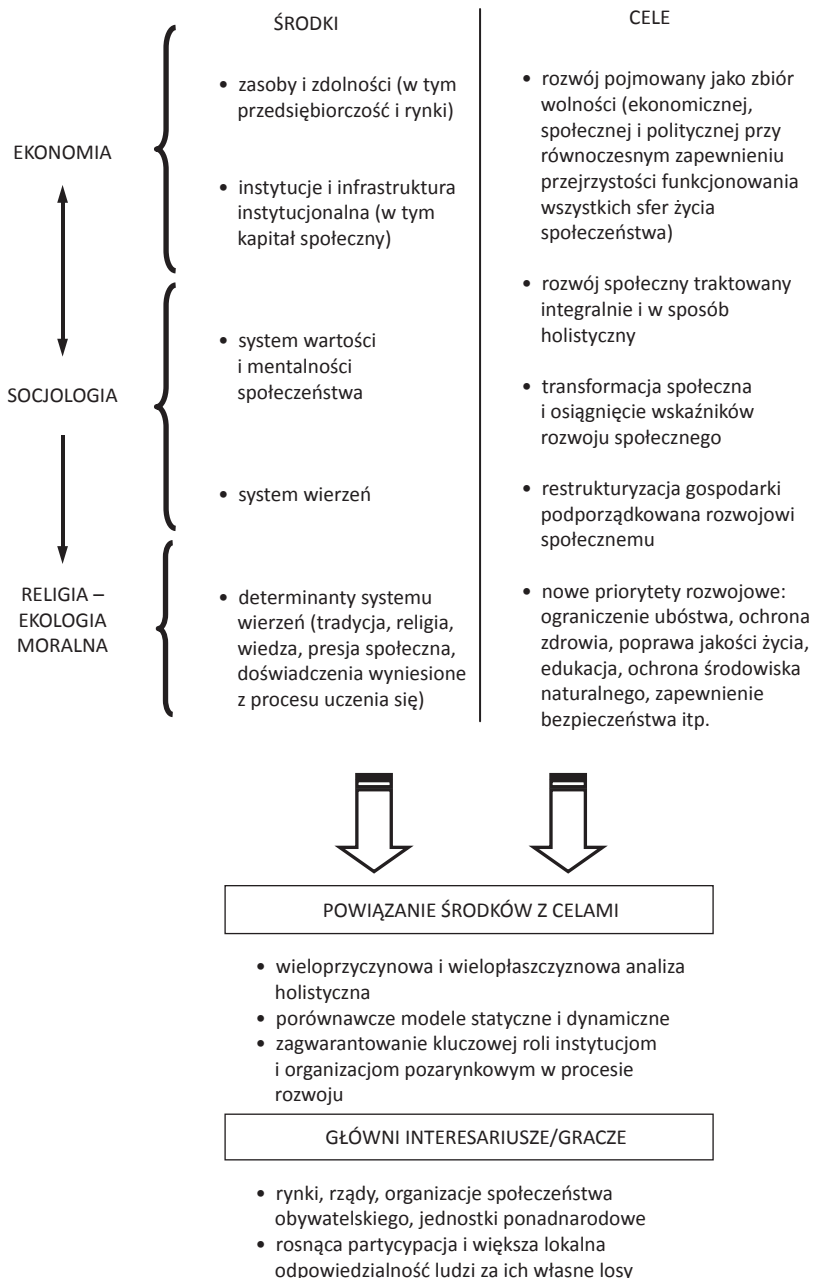 ŚRODKI
CELE
EKONOMIA
• zasoby i zdolności (w tym
przedsiębiorczość i rynki)
• instytucje i infrastruktura
instytucjonalna (w tym
kapitał społeczny)
SOCJOLOGIA
• system wartości
i mentalności
społeczeństwa
• system wierzeń
RELIGIA –
EKOLOGIA
MORALNA
• determinanty systemu
wierzeń (tradycja, religia,
wiedza, presja społeczna,
doświadczenia wyniesione
z procesu uczenia się)
• rozwój pojmowany jako zbiór
wolności (ekonomicznej,
społecznej i politycznej przy
równoczesnym zapewnieniu
przejrzystości funkcjonowania
wszystkich sfer życia
społeczeństwa)
• rozwój społeczny traktowany
integralnie i w sposób
holistyczny
• transformacja społeczna
i osiągnięcie wskaźników
rozwoju społecznego
• restrukturyzacja gospodarki
podporządkowana rozwojowi
społecznemu
• nowe priorytety rozwojowe:
ograniczenie ubóstwa, ochrona
zdrowia, poprawa jakości życia,
edukacja, ochrona środowiska
naturalnego, zapewnienie
bezpieczeństwa itp.
POWIĄZANIE ŚRODKÓW Z CELAMI
• wieloprzyczynowa i wielopłaszczyznowa analiza
holistyczna
• porównawcze modele statyczne i dynamiczne
• zagwarantowanie kluczowej roli instytucjom
i organizacjom pozarynkowym w procesie
rozwoju
GŁÓWNI INTERESARIUSZE/GRACZE
• rynki, rządy, organizacje społeczeństwa
obywatelskiego, jednostki ponadnarodowe
• rosnąca partycypacja i większa lokalna
odpowiedzialność ludzi za ich własne losy